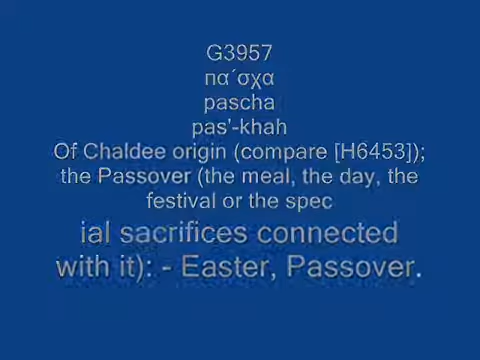 G3957
πα´σχα
pascha
pas'-khah
Of Chaldee origin (compare [H6453]);
the Passover (the meal, the day, the
festival or the spec
ial sacrifices connected
with it): - Easter, Passover.